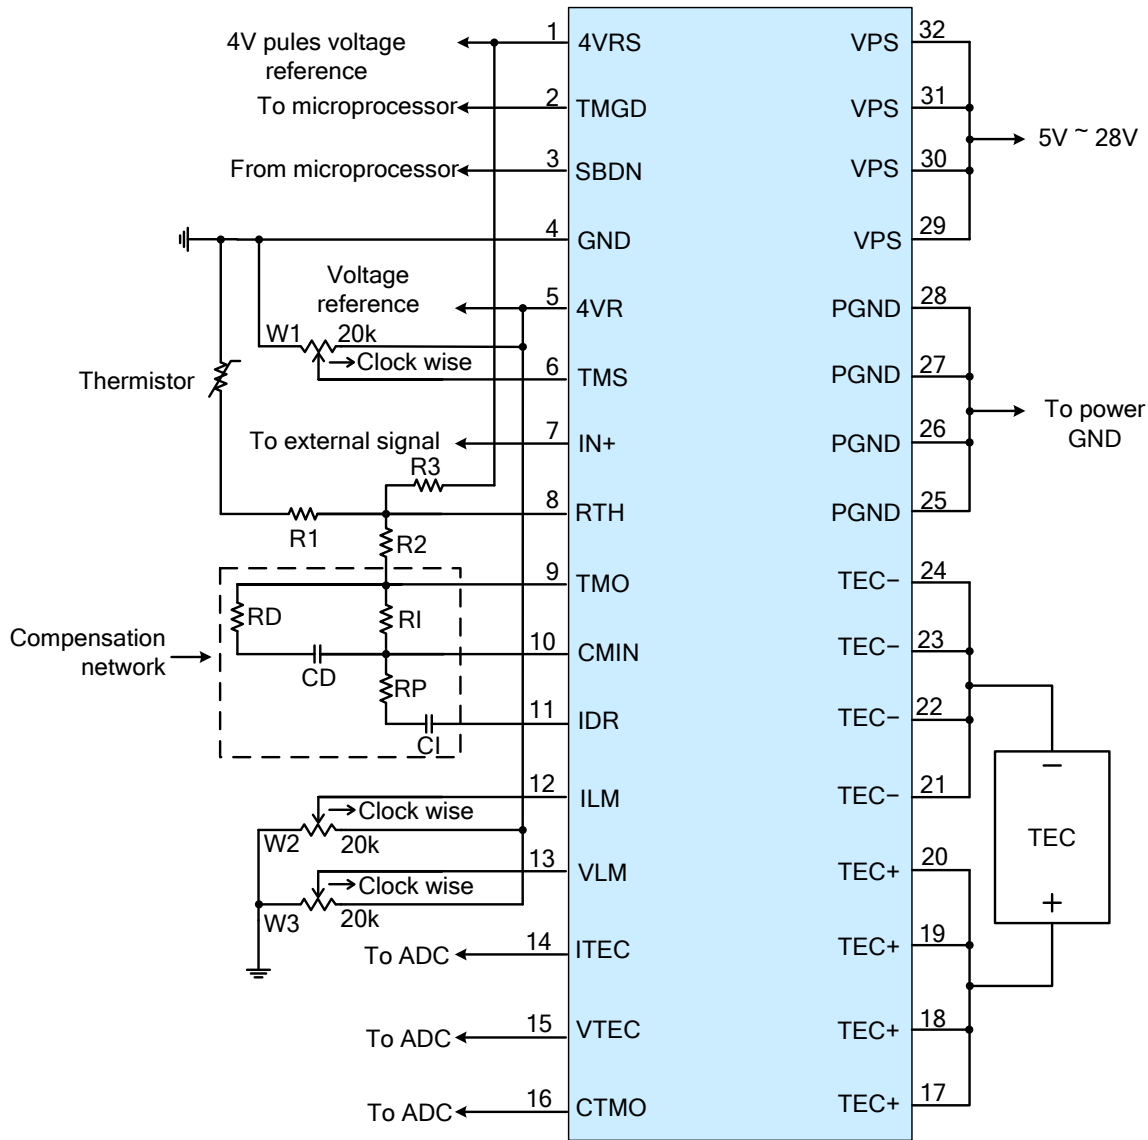 4V pules voltage
reference
1
4VRS
To microprocessor
2
TMGD
From microprocessor
3
SBDN
4
GND
Voltage
reference
5
4VR
W1
20k
Clock wise
6
TMS
Thermistor
To external signal
7
IN+
R3
8
RTH
R1
R2
9
TMO
RD
RI
Compensation
network
10
CMIN
CD
RP
11
IDR
CI
12
ILM
Clock wise
W2
20k
13
VLM
Clock wise
W3
20k
To ADC
14
ITEC
To ADC
15
VTEC
To ADC
16
CTMO
VPS
32
VPS
31
5V ~ 28V
VPS
30
VPS
29
PGND
28
PGND
27
To power
GND
PGND
26
PGND
25
TEC−
24
TEC−
23
TEC−
22
TEC−
21
−
TEC
+
TEC+
20
TEC+
19
TEC+
18
TEC+
17